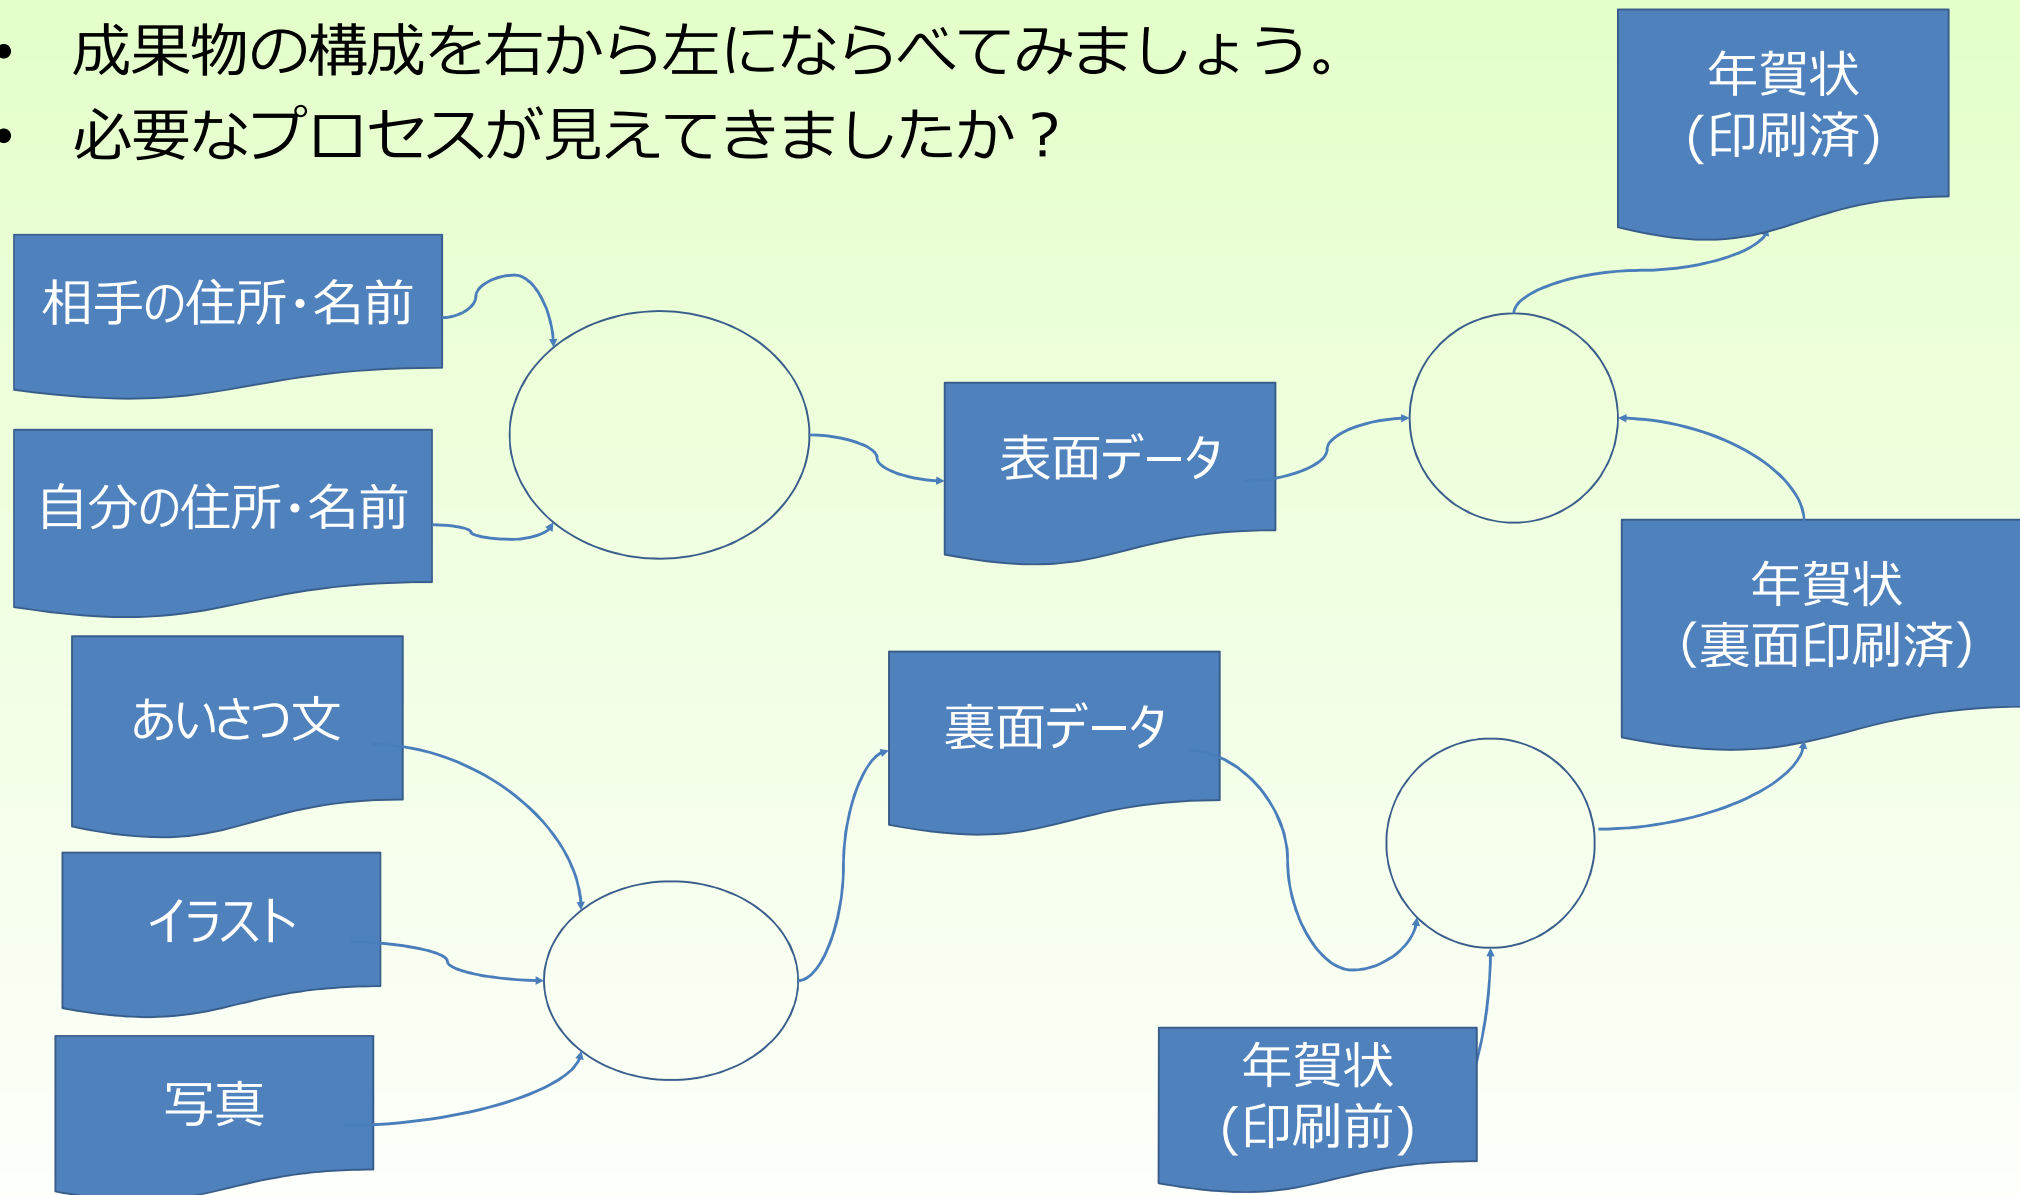 • 成果物の構成を右から左にならべてみましょう。
• 必要なプロセスが見えてきましたか？
年賀状
(印刷済)
相手の住所・名前
自分の住所・名前
表面データ
年賀状
（裏面印刷済）
あいさつ文
裏面データ
イラスト
写真
年賀状
(印刷前)